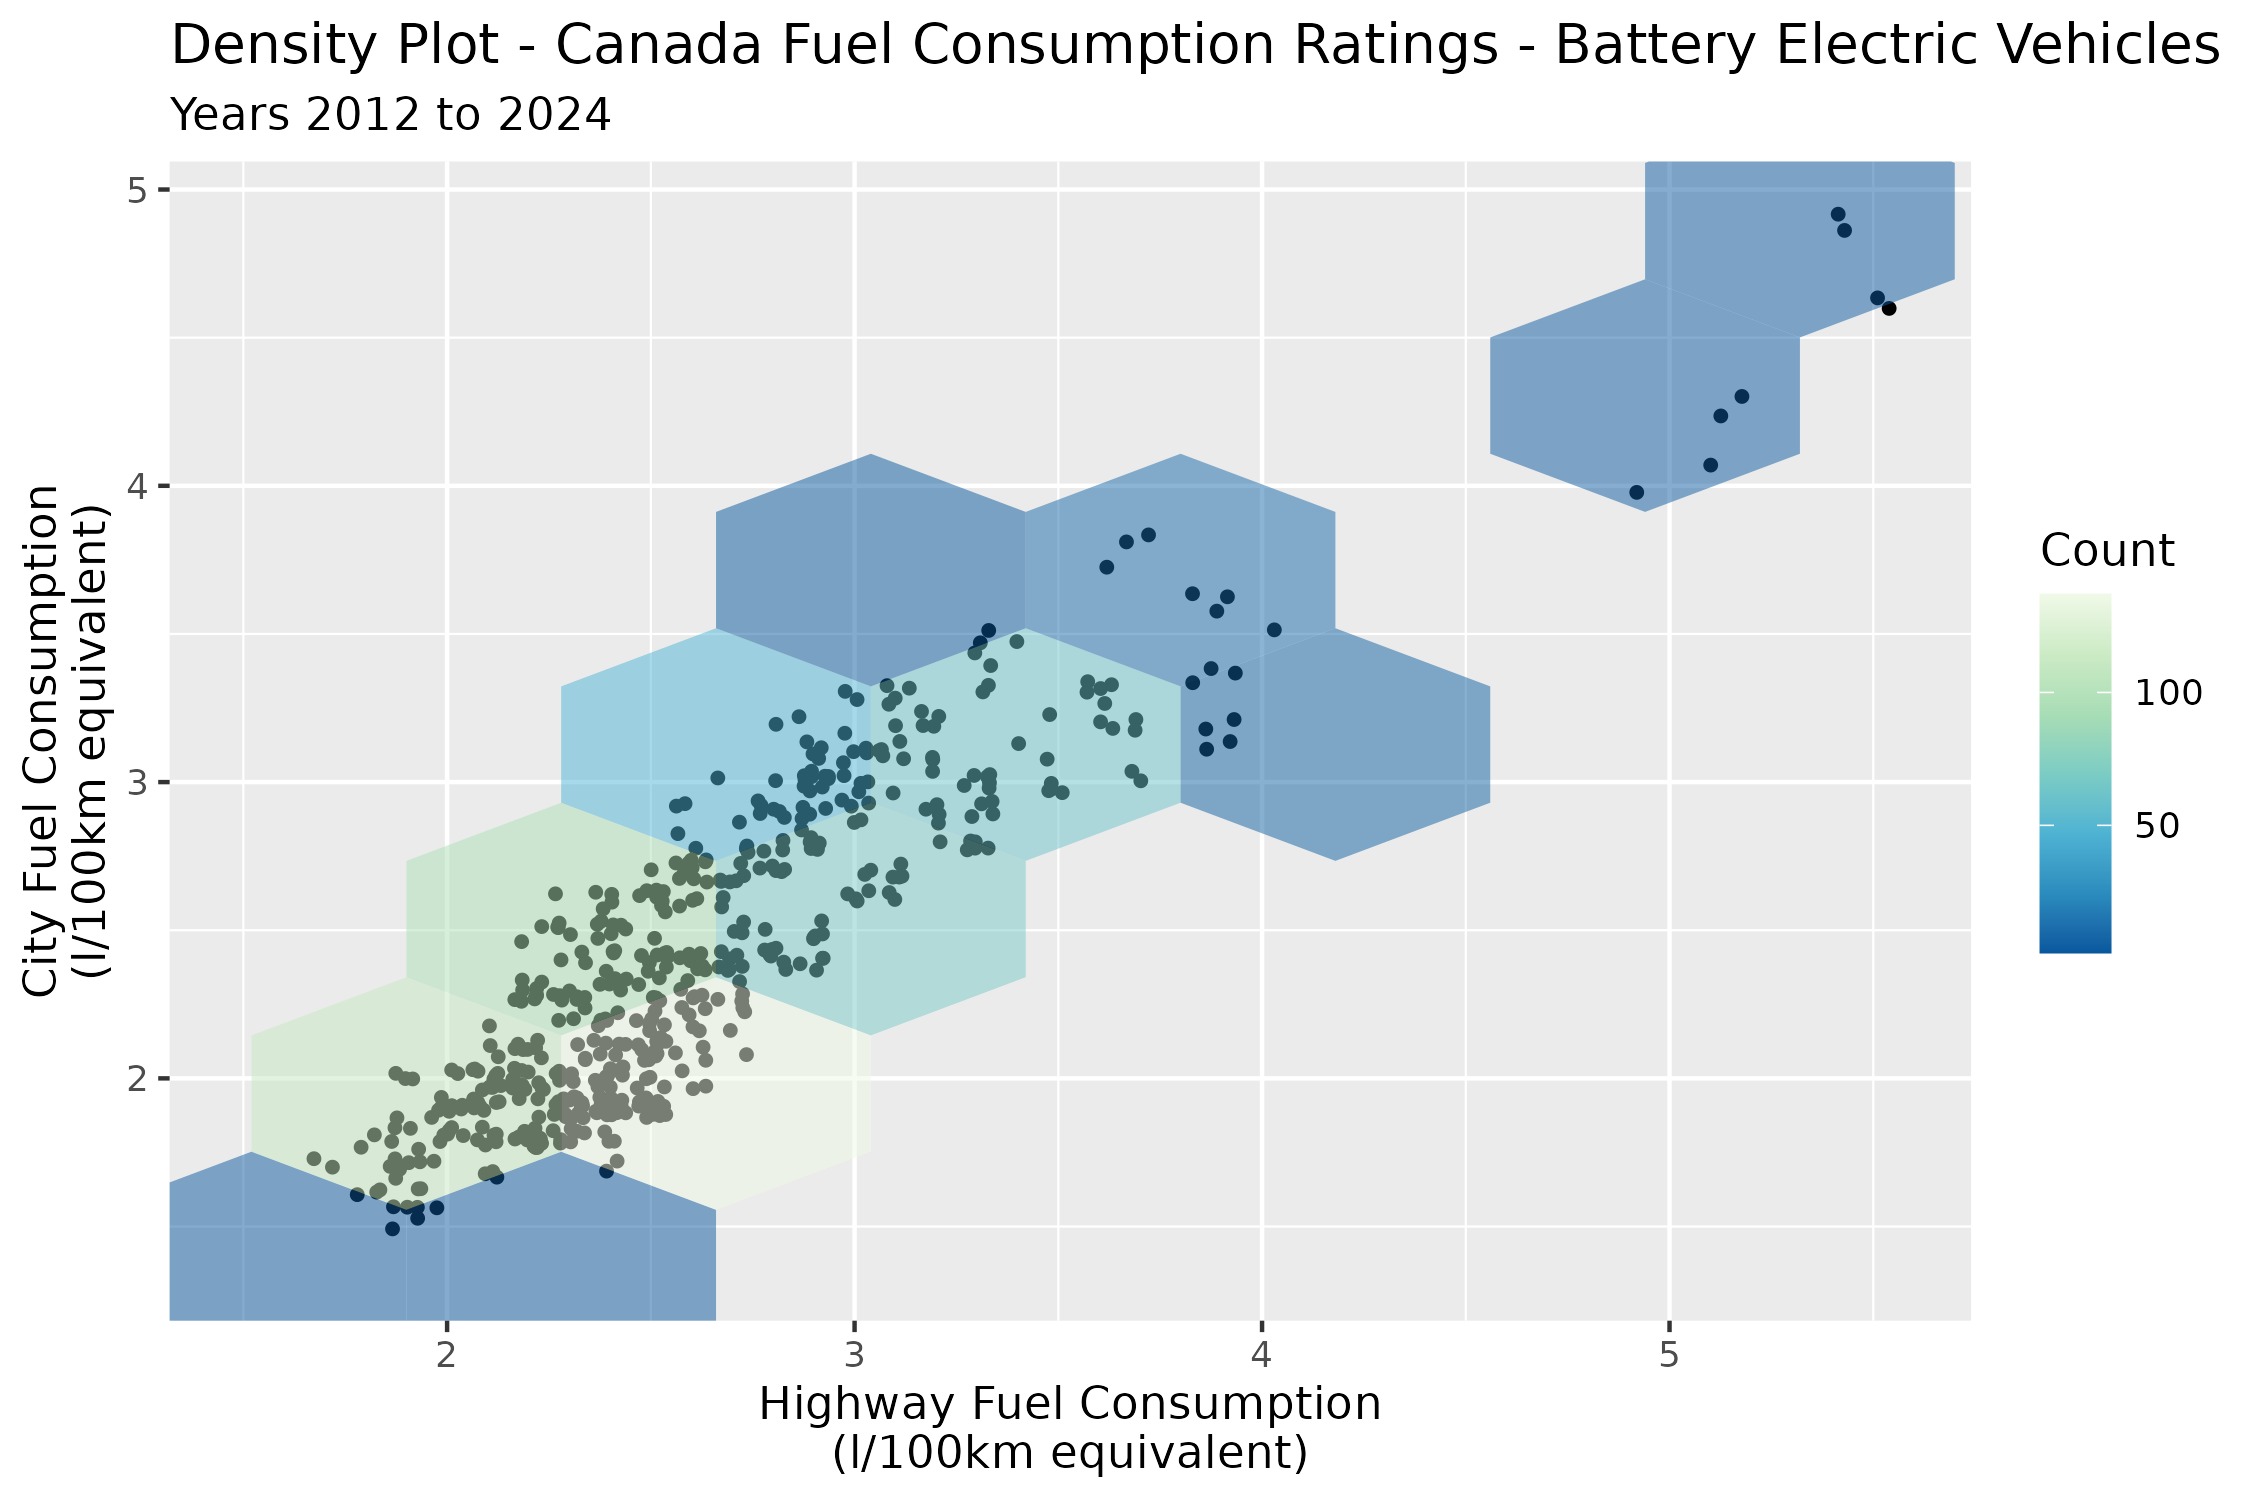 Density Plot - Canada Fuel Consumption Ratings - Battery Electric Vehicles
Years 2012 to 2024
City Fuel Consumption
(l/100km equivalent)
5
4
3
2
2
3
4
5
Highway Fuel Consumption
(l/100km equivalent)
Count
100
50